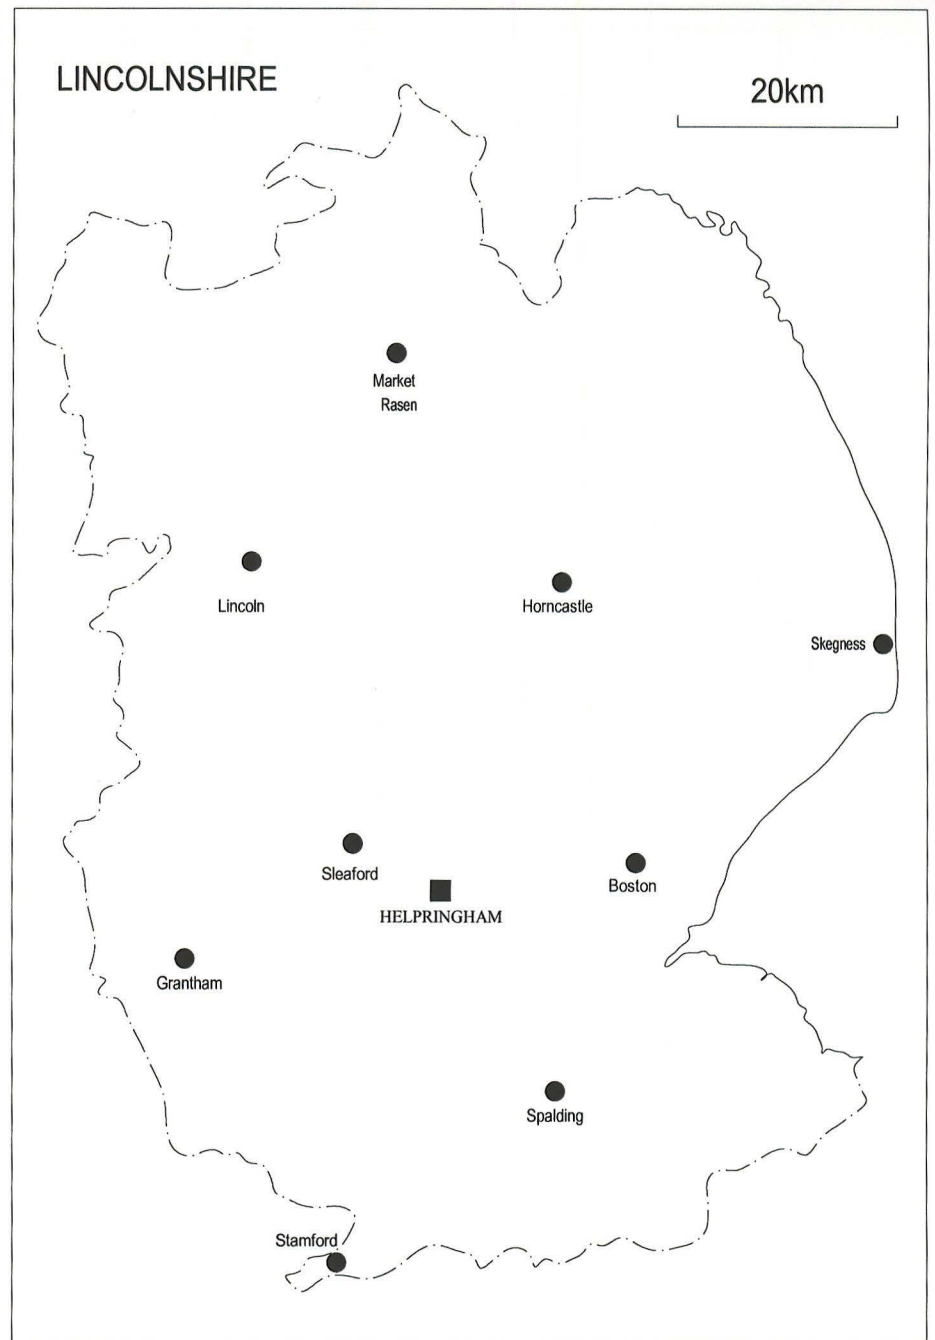 LINCOLNSHIRE
20km
Market
Rasen
Lincoln
Horncastle
Skegness
Sleaford
Boston
HELPRINGHAM
Grantham
Spalding
Stamford